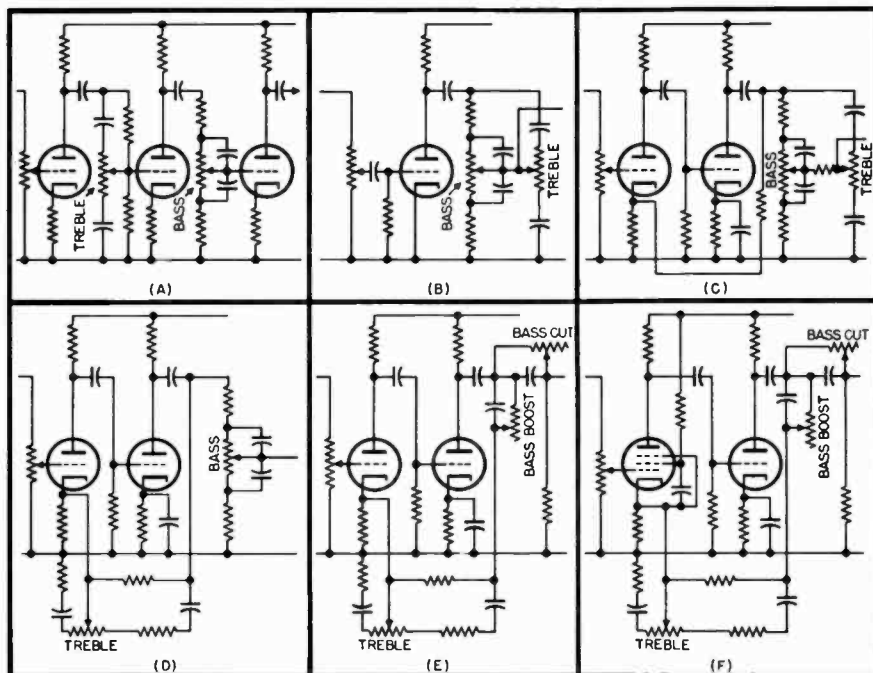 TREBLE
BASS
(A)
BASS
TREBLE
(B)
BASS
TREBLE
(C)
BASS
TREBLE
(D)
BASS CUT
BASS BOOST
TREBLE
(E)
BASS CUT
BASS BOOST
TREBLE
(F)